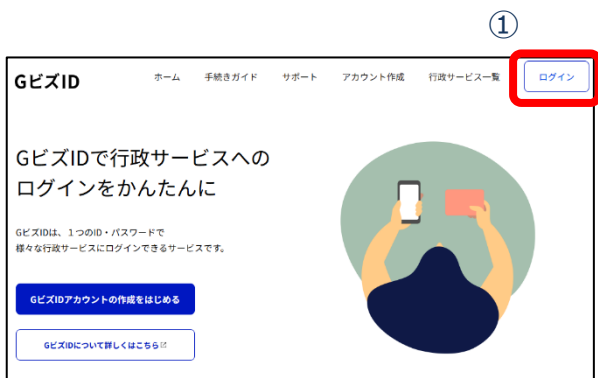 ①
GビズID
ホーム 手続きガイド サポート アカウント作成 行政サービス一覧 ログイン
GビズIDで行政サービスへの
ログインをかんたんに
GビズIDは、1つのID・パスワードで
様々な行政サービスにログインできるサービスです。
GビズIDアカウントの作成をはじめる
GビズIDについて詳しくはこちら